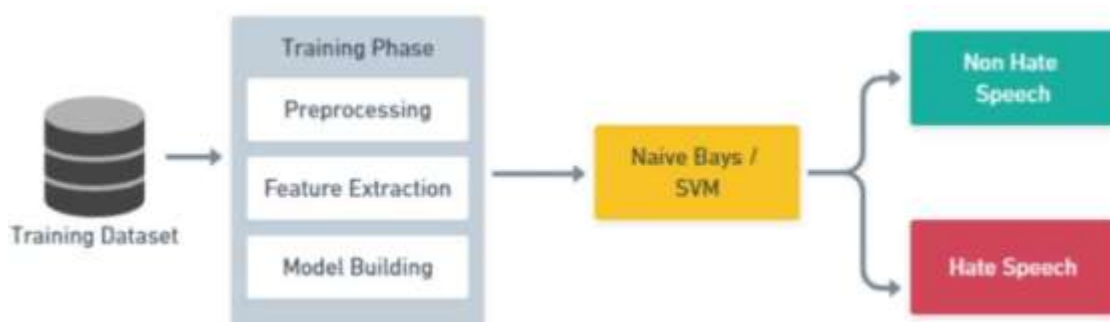 Training Dataset
Training Phase
Preprocessing
Feature Extraction
Model Building
Naive Bays /
SVM
Non Hate
Speech
Hate Speech